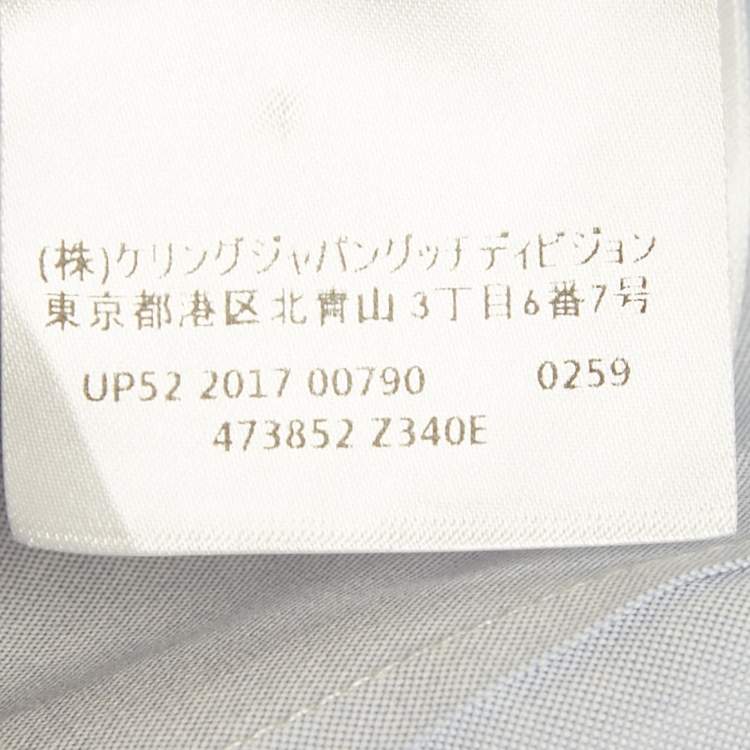 (株)ケリングジャパングッチディビジョン
東京都港区北青山3丁目6番7号
UP52 2017 00790 0259
473852 Z340E